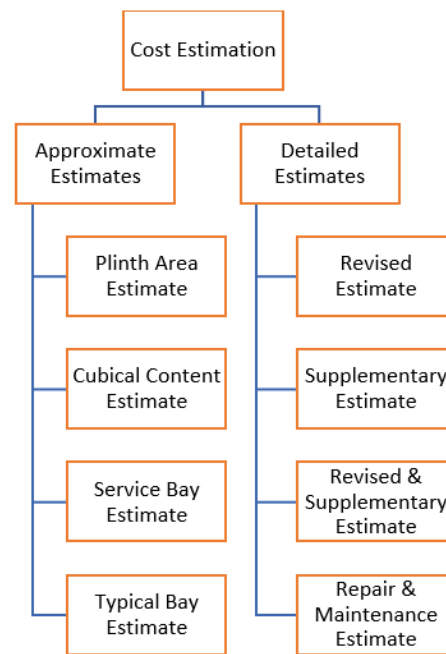 Cost Estimation
Approximate
Estimates
Detailed
Estimates
Plinth Area
Estimate
Revised
Estimate
Cubical Content
Estimate
Supplementary
Estimate
Service Bay
Estimate
Revised &
Supplementary
Estimate
Typical Bay
Estimate
Repair &
Maintenance
Estimate